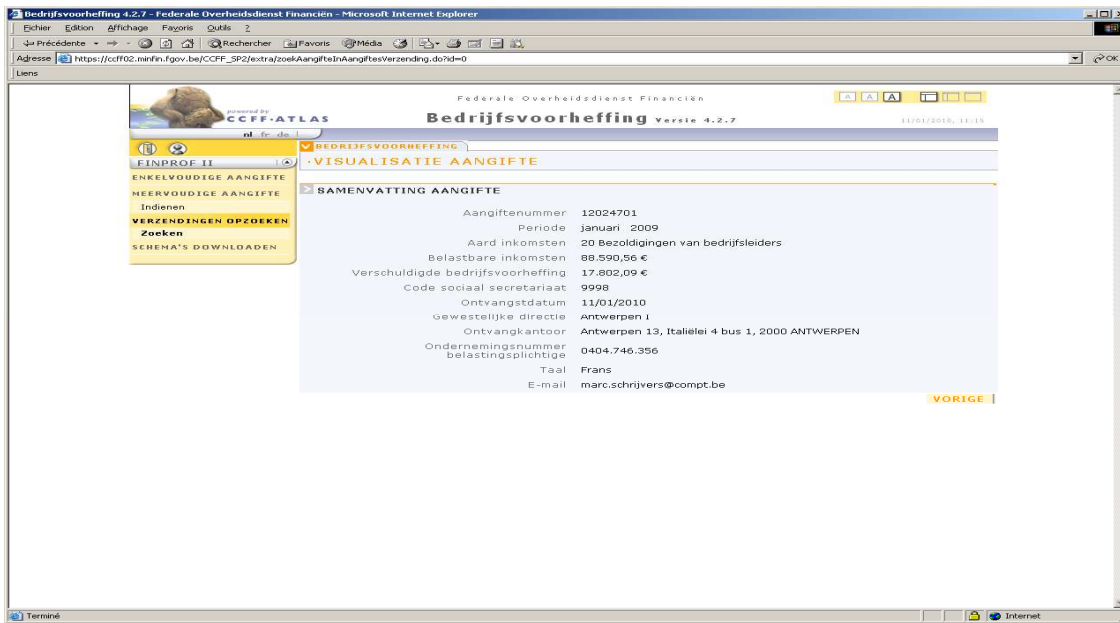 Bedrijfsvoorheffing 4.2.7 - Federale Overheidsdienst Financiën - Microsoft Internet Explorer
Eichier Edition Affichage Favoris Outils ?
Précédente Rechercher Favoris Média
Adresse https://ccff02.minfin.fgov.be/CCFF_SP2/extra/zoekAangifteInAangiftesVerzending.do?id=0 OK
Liens
Federale Overheidsdienst Financiën A A A
powered by
CCFF-ATLAS Bedrijfsvoorheffing Versie 4.2.7 11/01/2010, 11:15
nl fr de
BEDRIJFSVOORHEFFING
FINPROF II ·VISUALISATIE AANGIFTE
ENKELVOUDIGE AANGIFTE
MEERVOUDIGE AANGIFTE
Indienen
VERZENDINGEN OPZOEKEN
Zoeken
SCHEMA'S DOWNLOADEN
SAMENVATTING AANGIFTE
Aangiftenummer 12024701
Periode januari 2009
Aard inkomsten 20 Bezoldigingen van bedrijfsleiders
Belastbare inkomsten 88.590,56 €
Verschuldigde bedrijfsvoorheffing 17.802,09 €
Code sociaal secretariaat 9998
Ontvangstdatum 11/01/2010
Gewestelijke directie Antwerpen I
Ontvangkantoor Antwerpen 13, Italiëlei 4 bus 1, 2000 ANTWERPEN
Ondernemingsnummer
belastingsplichtige 0404.746.356
Taal Frans
E-mail marc.schrijvers@compt.be
VORIGE
Terminé Internet